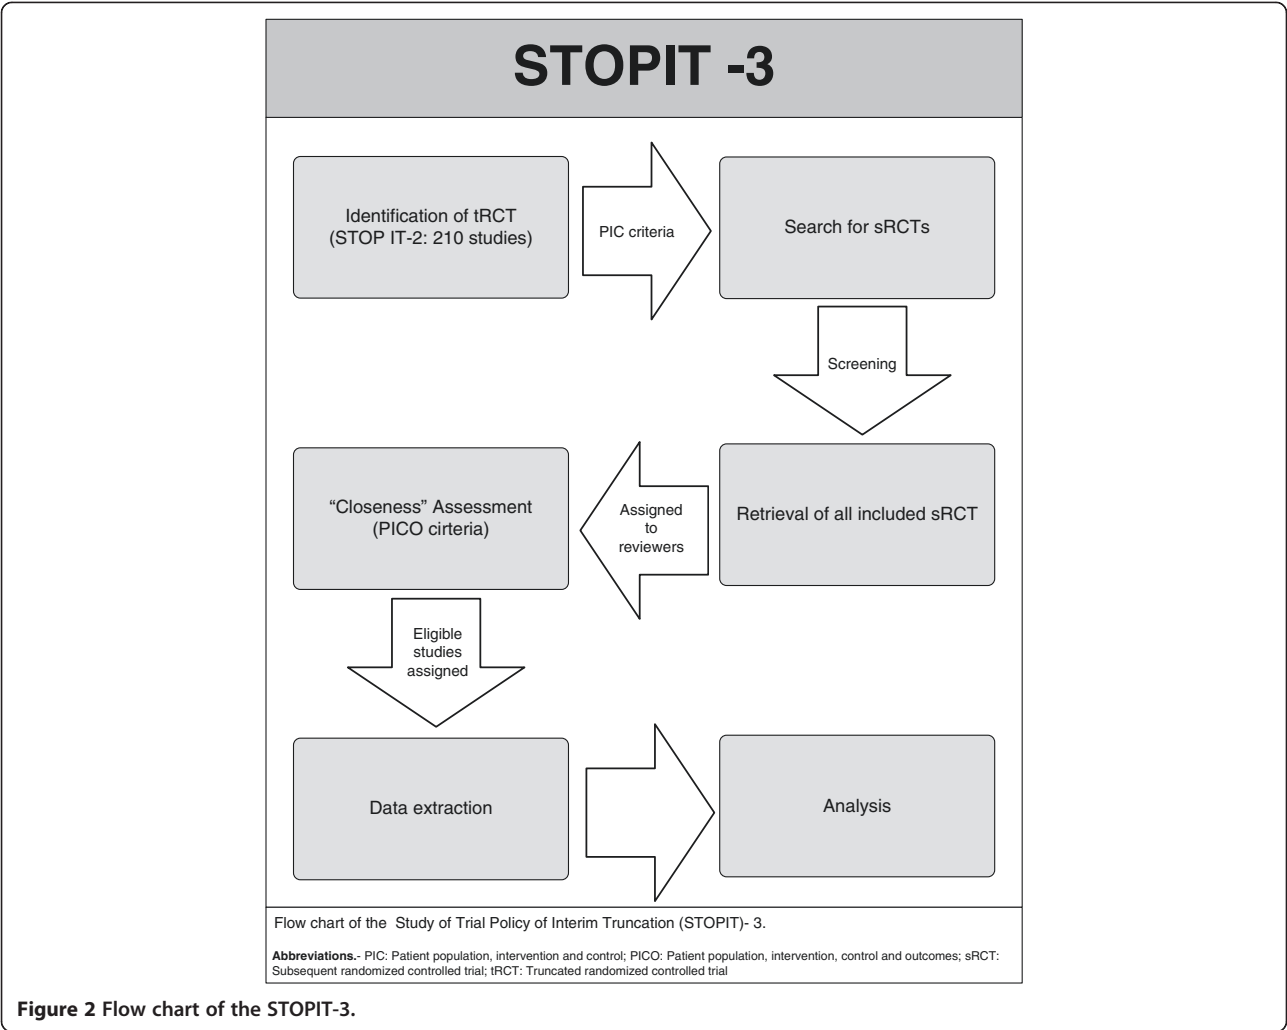 STOPIT -3
Identification of tRCT
(STOP IT-2: 210 studies)
PIC criteria
Search for sRCTs
Screening
Retrieval of all included sRCT
Assigned
to
reviewers
“Closeness” Assessment
(PICO cirteria)
Eligible
studies
assigned
Data extraction
Analysis
Flow chart of the Study of Trial Policy of Interim Truncation (STOPIT)- 3.
Abbreviations.- PIC: Patient population, intervention and control; PICO: Patient population, intervention, control and outcomes; sRCT:
Subsequent randomized controlled trial; tRCT: Truncated randomized controlled trial
Figure 2 Flow chart of the STOPIT-3.